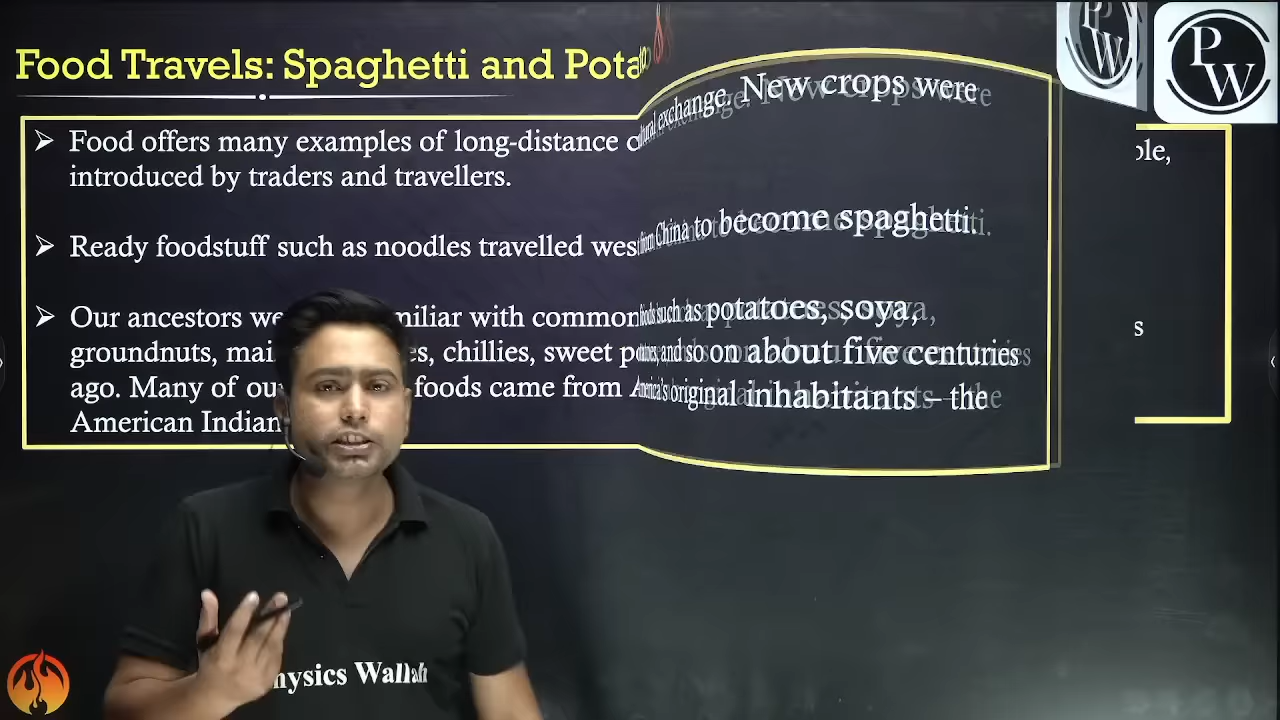 Food Travels: Spaghetti and Pota
Food offers many examples of long-distance cultural exchange. New crops were
introduced by traders and travellers.
Ready foodstuff such as noodles travelled west from China to become spaghetti.
Our ancestors we miliar with common foods such as potatoes, soya,
groundnuts, mai es, chillies, sweet potatoes, and so on about five centuries
ago. Many of ou foods came from America's original inhabitants – the
American Indian
ple,
s
PW
PW
hysics Wallah